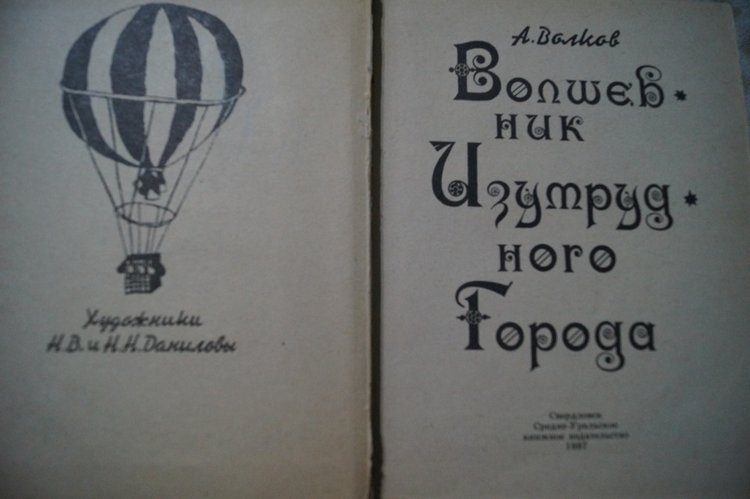 Художники
Н.В. и Н.Н. Даниловы
А. Волков
Волшеб-
ник
Изумруд-
ного
Города
Свердловск
Средне-Уральское
книжное издательство
1987